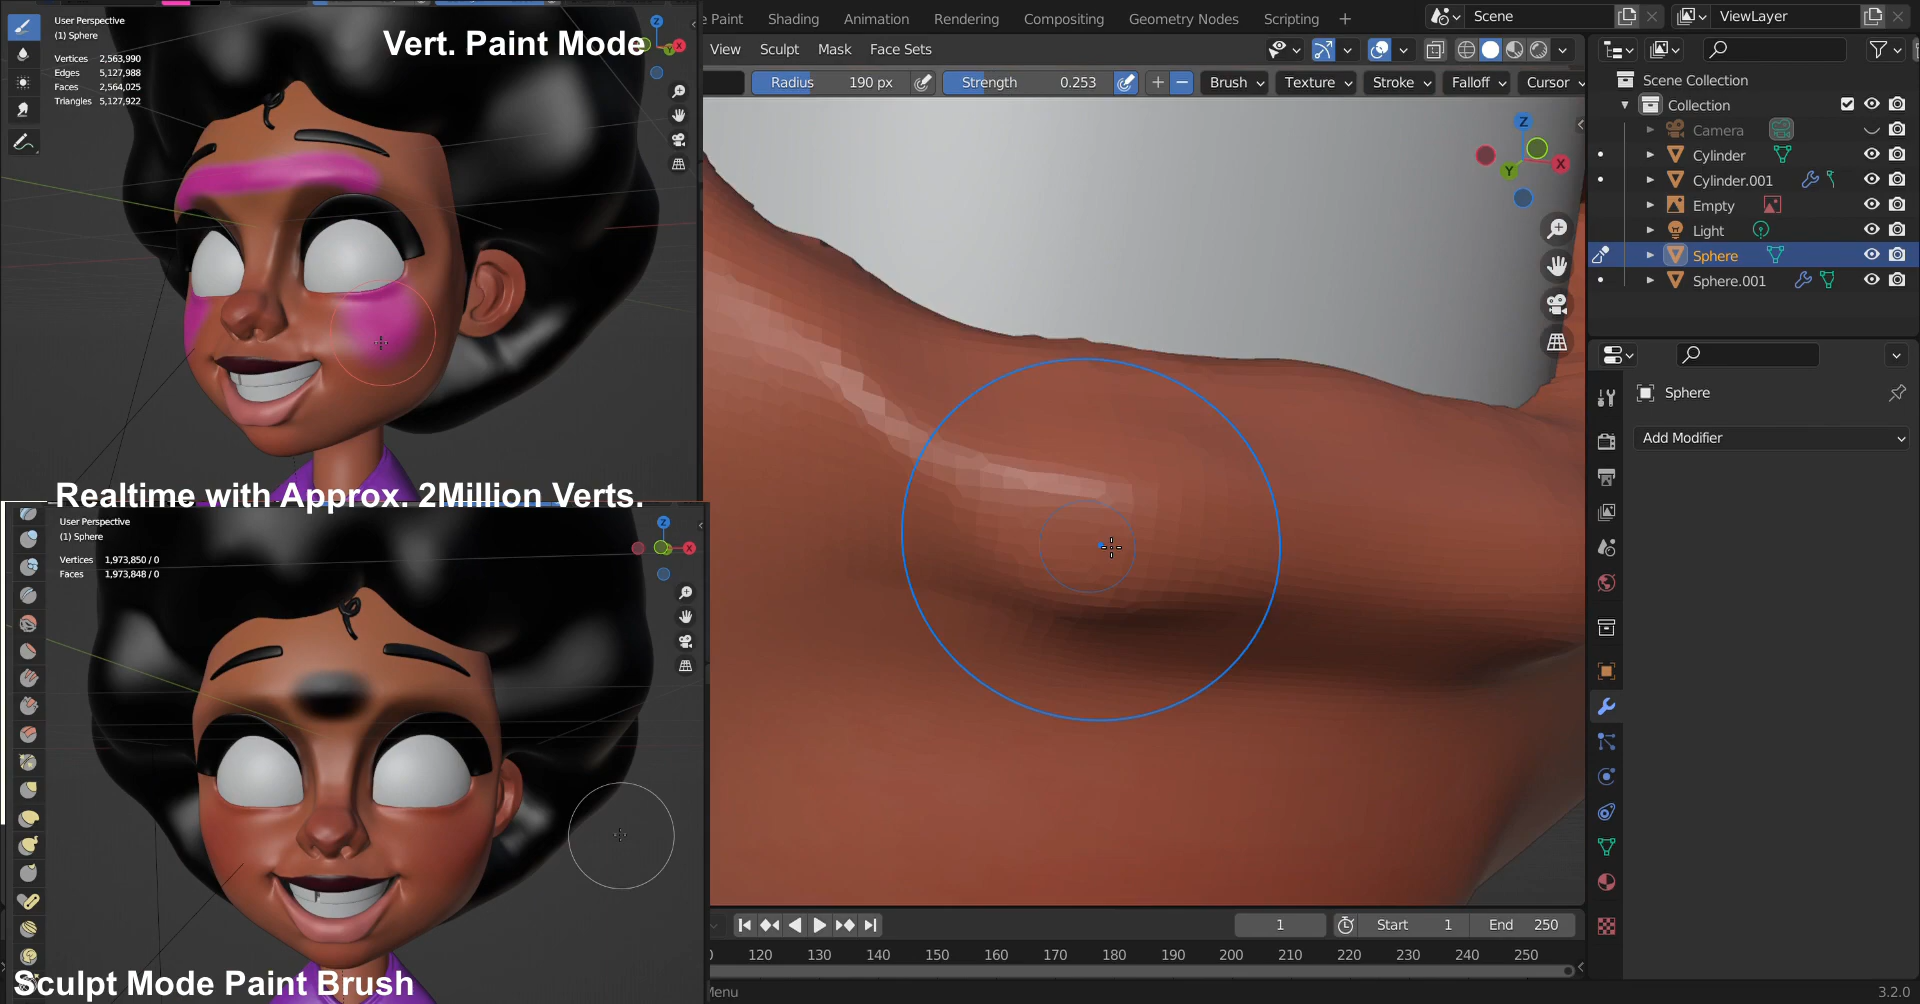 User Perspective
(1) Sphere
Vertices 2,563,990
Edges 5,127,988
Faces 2,564,025
Triangles 5,127,922
Vert. Paint Mode
Z
Y
X
Realtime with Approx. 2Million Verts.
User Perspective
(1) Sphere
Vertices 1,973,850 / 0
Faces 1,973,848 / 0
Z
X
Sculpt Mode Paint Brush
e Paint Shading Animation Rendering Compositing Geometry Nodes Scripting +
View Sculpt Mask Face Sets
Radius 190 px Strength 0.253 + − Brush Texture Stroke Falloff Cursor
Z
X
Y
1 Start 1 End 250
120 130 140 150 160 170 180 190 200 210 220 230 240 250
Menu
Scene ViewLayer
Scene Collection
Collection
Camera
Cylinder
Cylinder.001
Empty
Light
Sphere
Sphere.001
Sphere
Add Modifier
3.2.0